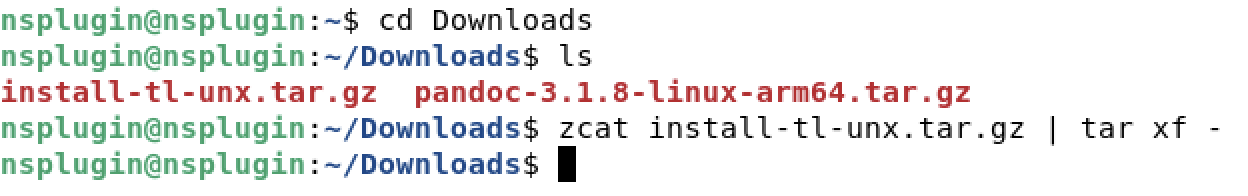 nsplugin@nsplugin:~$ cd Downloads
nsplugin@nsplugin:~/Downloads$ ls
install-tl-unx.tar.gz  pandoc-3.1.8-linux-arm64.tar.gz
nsplugin@nsplugin:~/Downloads$ zcat install-tl-unx.tar.gz | tar xf -
nsplugin@nsplugin:~/Downloads$